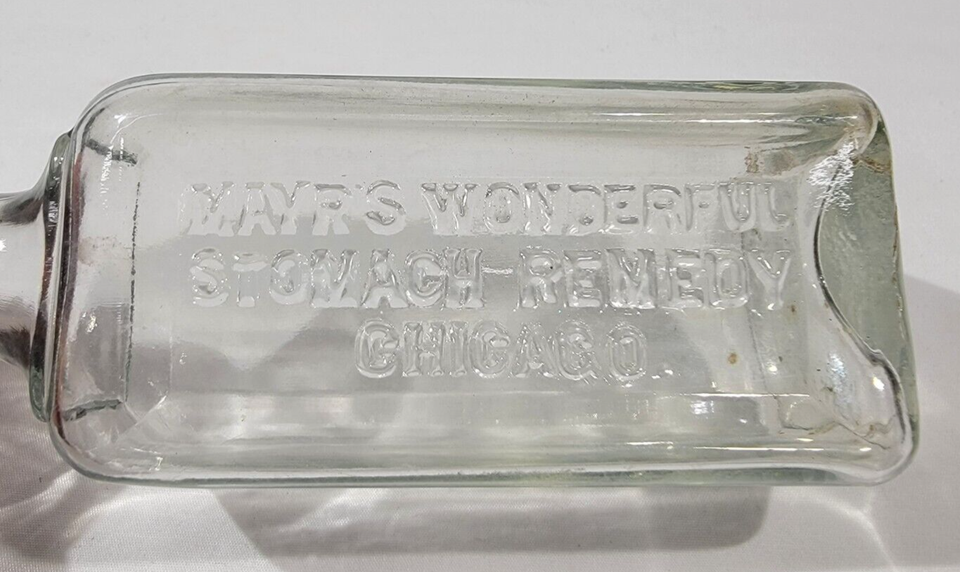 MAYR'S WONDERFUL
STOMACH REMEDY
CHICAGO